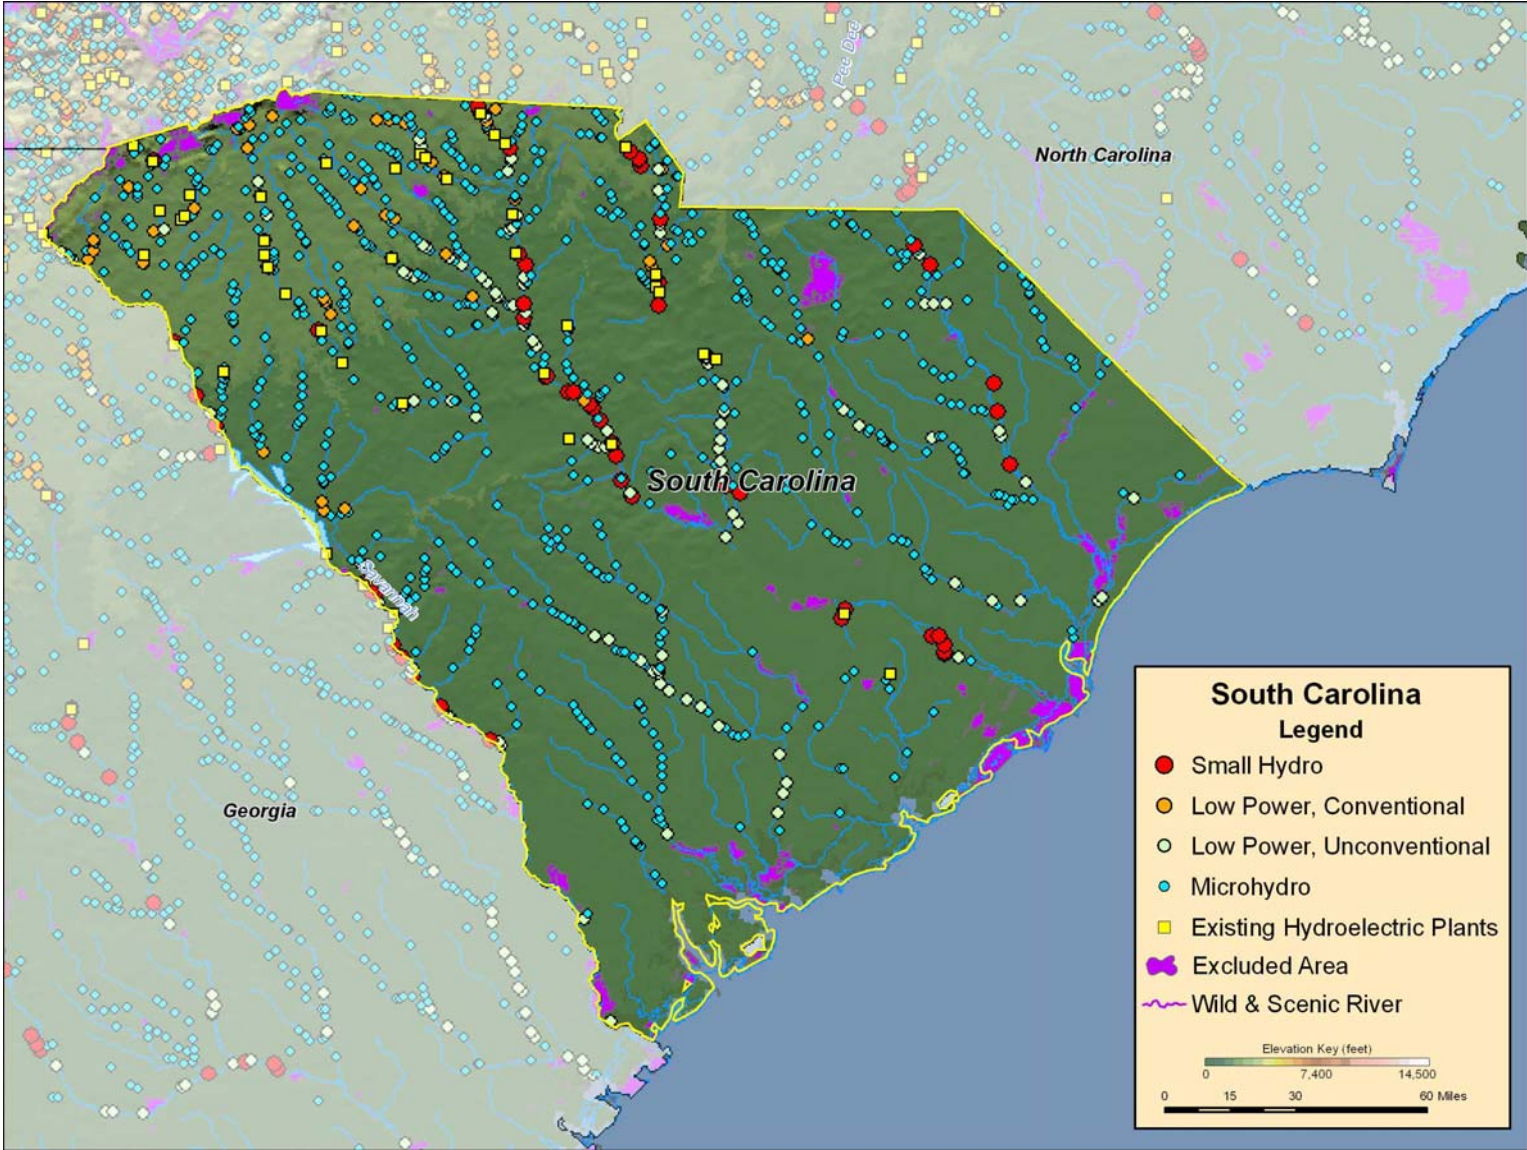 Pee Dee
North Carolina
South Carolina
Savannah
Georgia
South Carolina
Legend
Small Hydro
Low Power, Conventional
Low Power, Unconventional
Microhydro
Existing Hydroelectric Plants
Excluded Area
Wild & Scenic River
Elevation Key (feet)
0 7,400 14,500
0 15 30 60 Miles